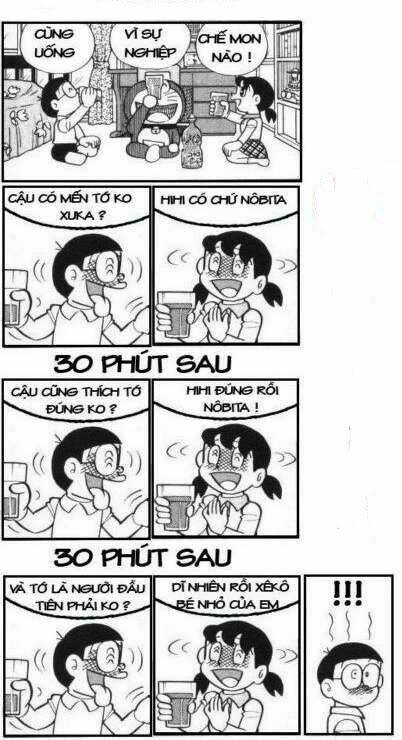 CÙNG
UỐNG
VÌ SỰ
NGHIỆP
CHẾ MON
NÀO !
CẬU CÓ MẾN TỚ KO
XUKA ?
HIHI CÓ CHỨ NÔBITA
30 PHÚT SAU
CẬU CŨNG THÍCH TỚ
ĐÚNG KO ?
HIHI ĐÚNG RỒI
NÔBITA !
30 PHÚT SAU
VÀ TỚ LÀ NGƯỜI ĐẦU
TIÊN PHẢI KO ?
DĨ NHIÊN RỒI XÊKÔ
BÉ NHỎ CỦA EM
!!!